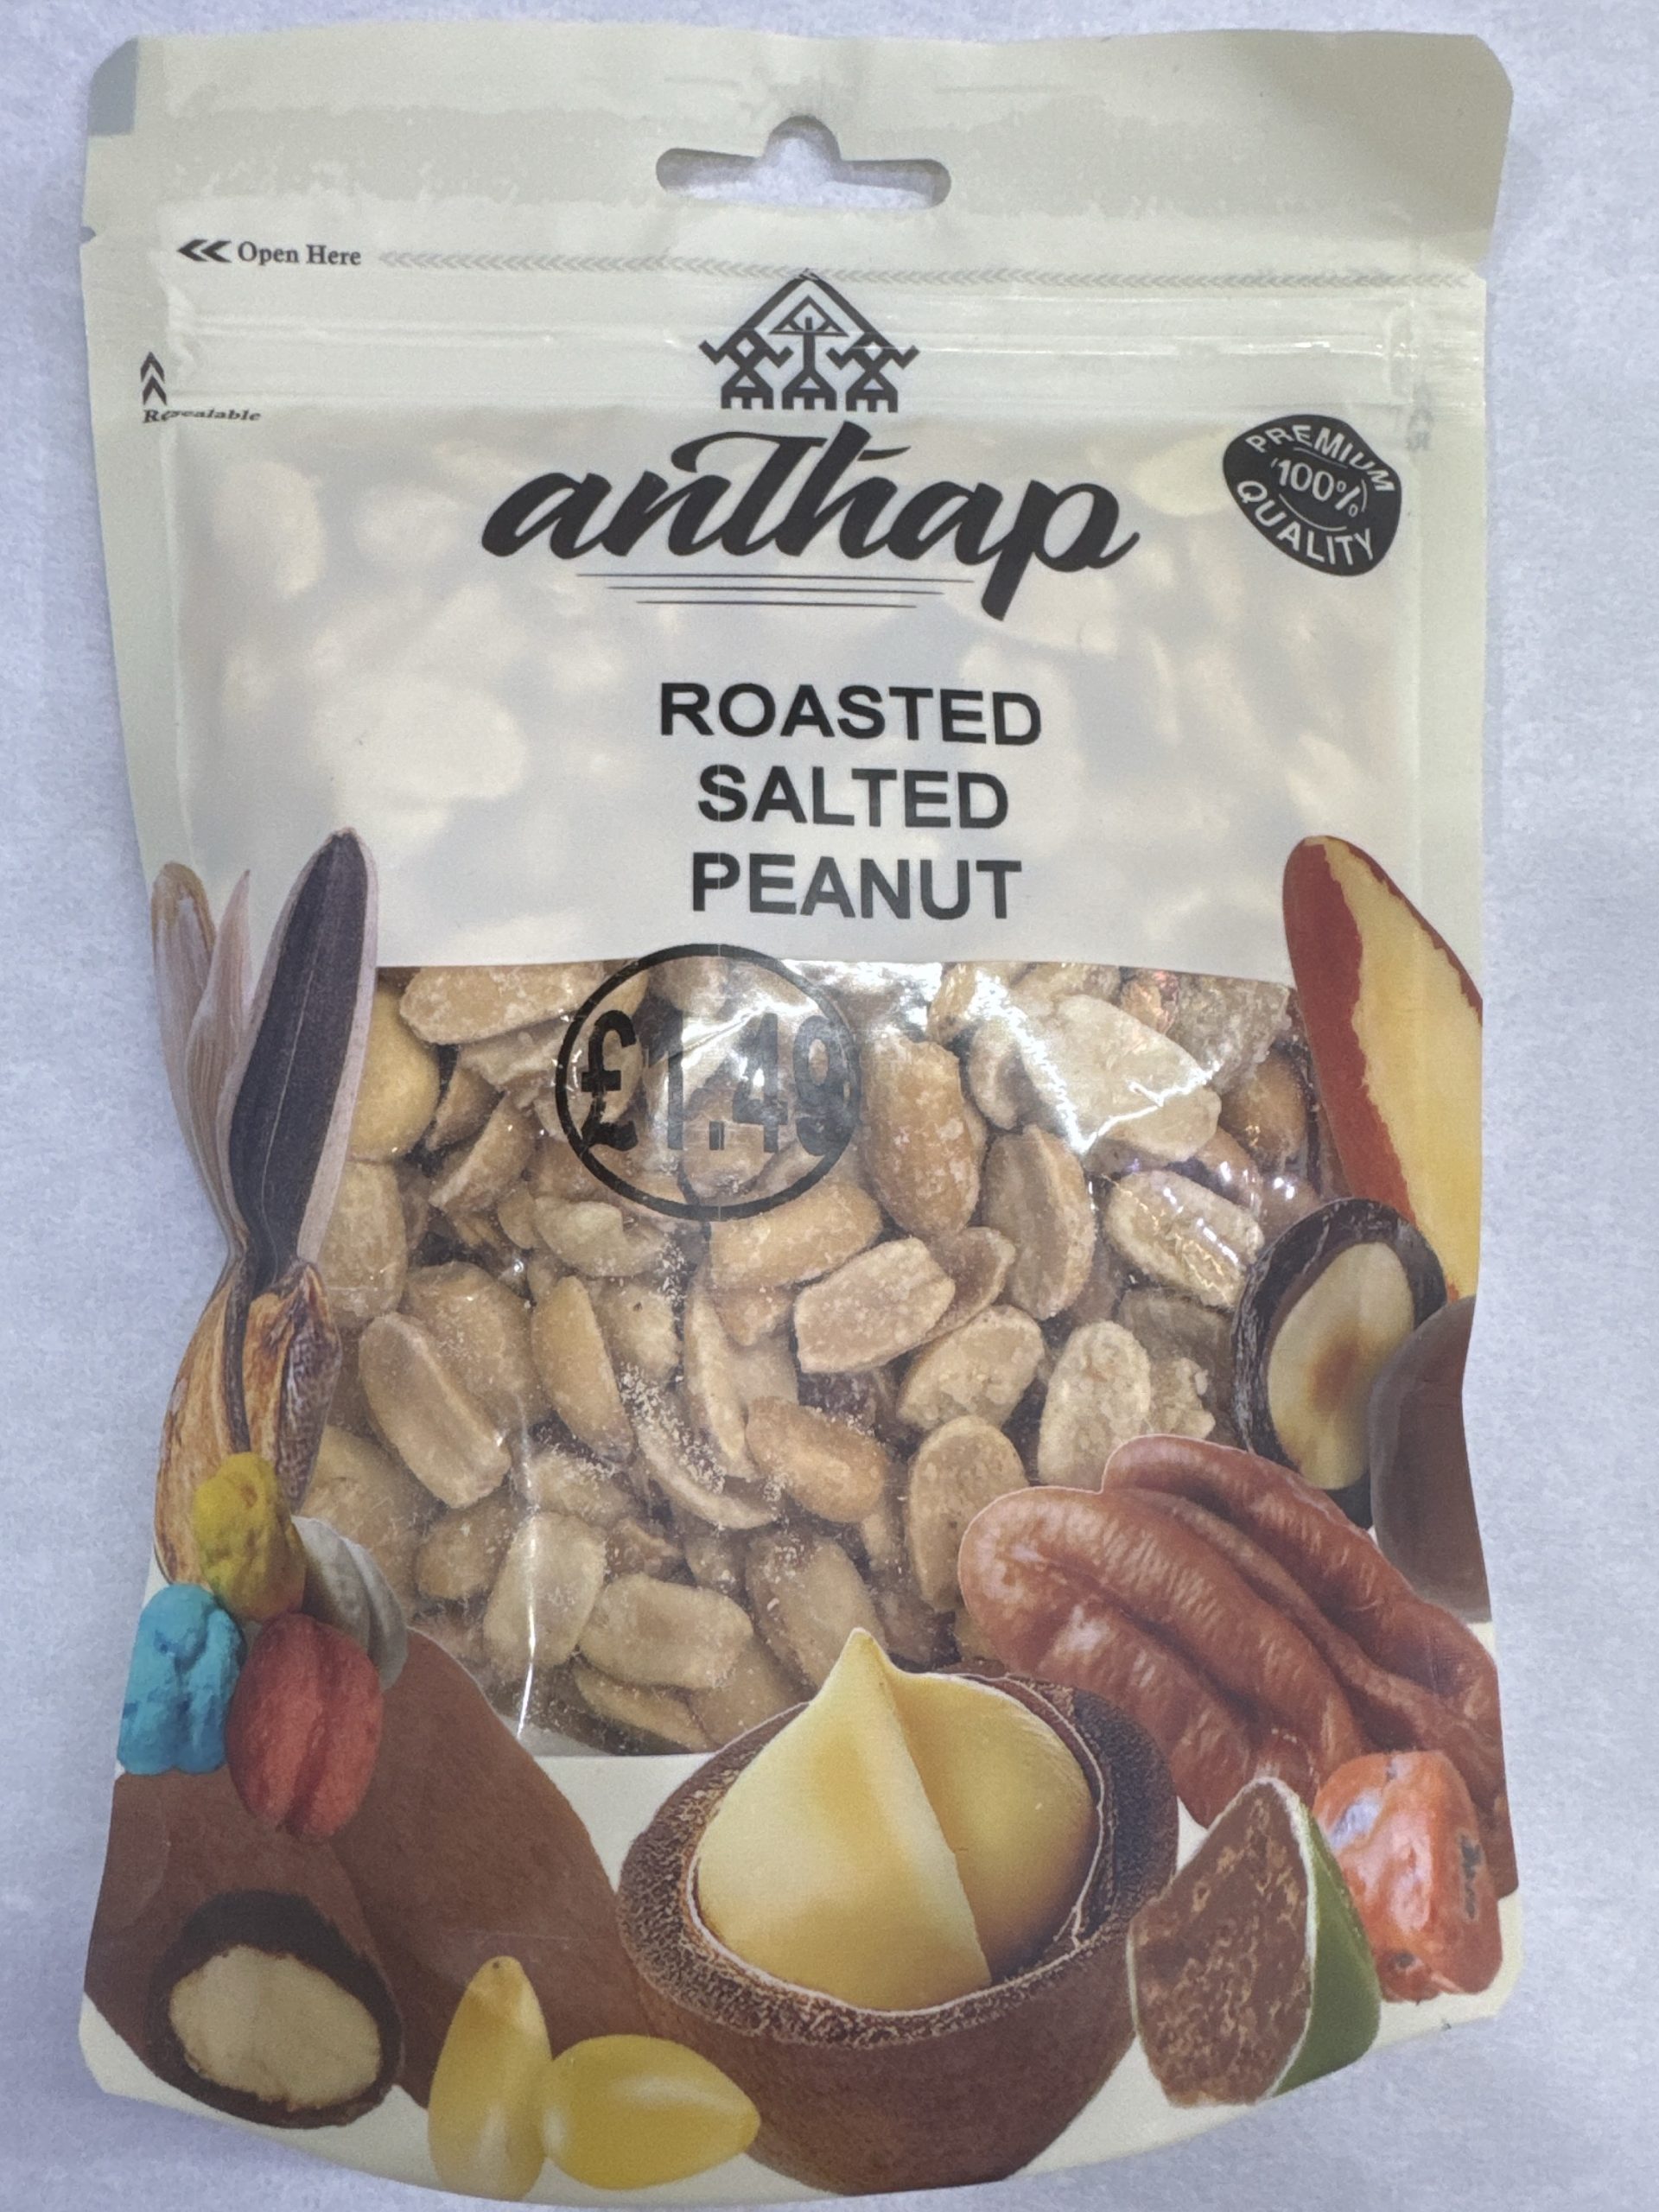 Open Here
Resealable
anthap
PREMIUM
100%
QUALITY
ROASTED
SALTED
PEANUT
£1.49